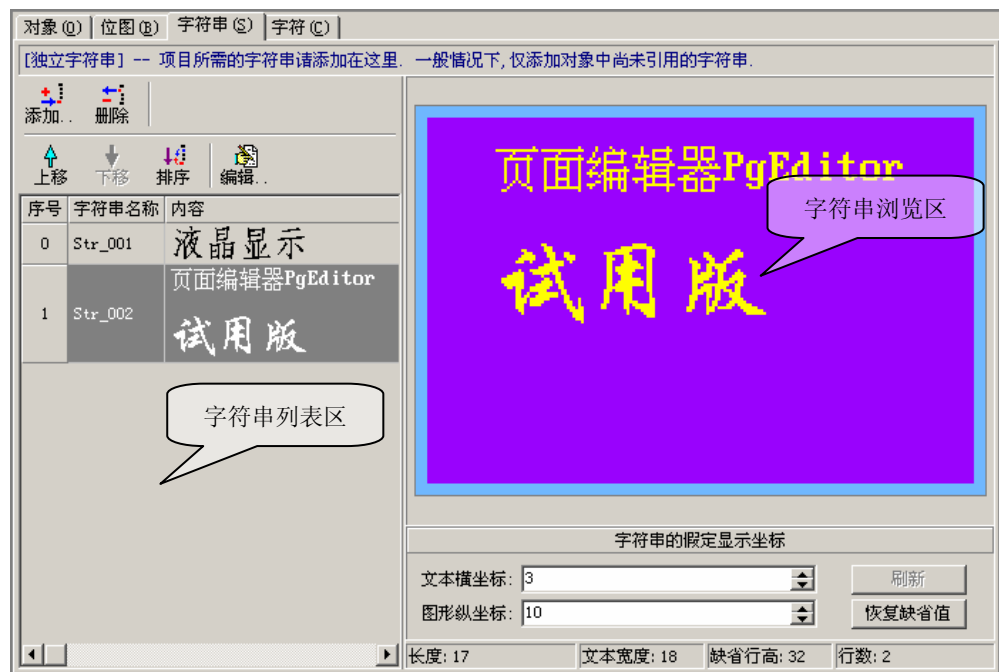 对象(O) 位图(B) 字符串(S) 字符(C)
[独立字符串] -- 项目所需的字符串请添加在这里. 一般情况下,仅添加对象中尚未引用的字符串.
添加.. 删除
上移 下移 排序 编辑..
序号 字符串名称 内容
0 Str_001 液晶显示
1 Str_002 页面编辑器PgEditor
试用版
字符串列表区
页面编辑器PgEditor
字符串浏览区
试用版
字符串的假定显示坐标
文本横坐标: 3 刷新
图形纵坐标: 10 恢复缺省值
长度: 17 文本宽度: 18 缺省行高: 32 行数: 2